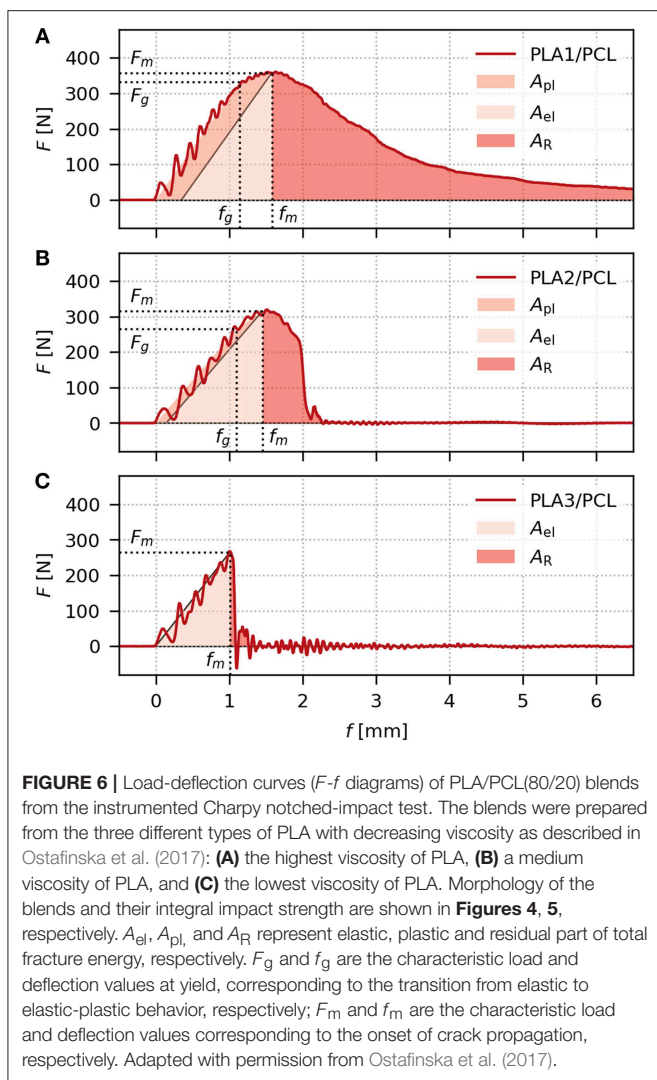 A
F_m
F_g
400
300
200
100
0
F [N]
PLA1/PCL
A_pl
A_el
A_R
f_g
f_m
B
F_m
F_g
400
300
200
100
0
F [N]
PLA2/PCL
A_pl
A_el
A_R
f_g
f_m
C
F_m
400
300
200
100
0
F [N]
PLA3/PCL
A_el
A_R
f_m
0 1 2 3 4 5 6
f [mm]
FIGURE 6 | Load-deflection curves (F-f diagrams) of PLA/PCL(80/20) blends
from the instrumented Charpy notched-impact test. The blends were prepared
from the three different types of PLA with decreasing viscosity as described in
Ostafinska et al. (2017): (A) the highest viscosity of PLA, (B) a medium
viscosity of PLA, and (C) the lowest viscosity of PLA. Morphology of the
blends and their integral impact strength are shown in Figures 4, 5,
respectively. A_el, A_pl, and A_R represent elastic, plastic and residual part of total
fracture energy, respectively. F_g and f_g are the characteristic load and
deflection values at yield, corresponding to the transition from elastic to
elastic-plastic behavior, respectively; F_m and f_m are the characteristic load
and deflection values corresponding to the onset of crack propagation,
respectively. Adapted with permission from Ostafinska et al. (2017).